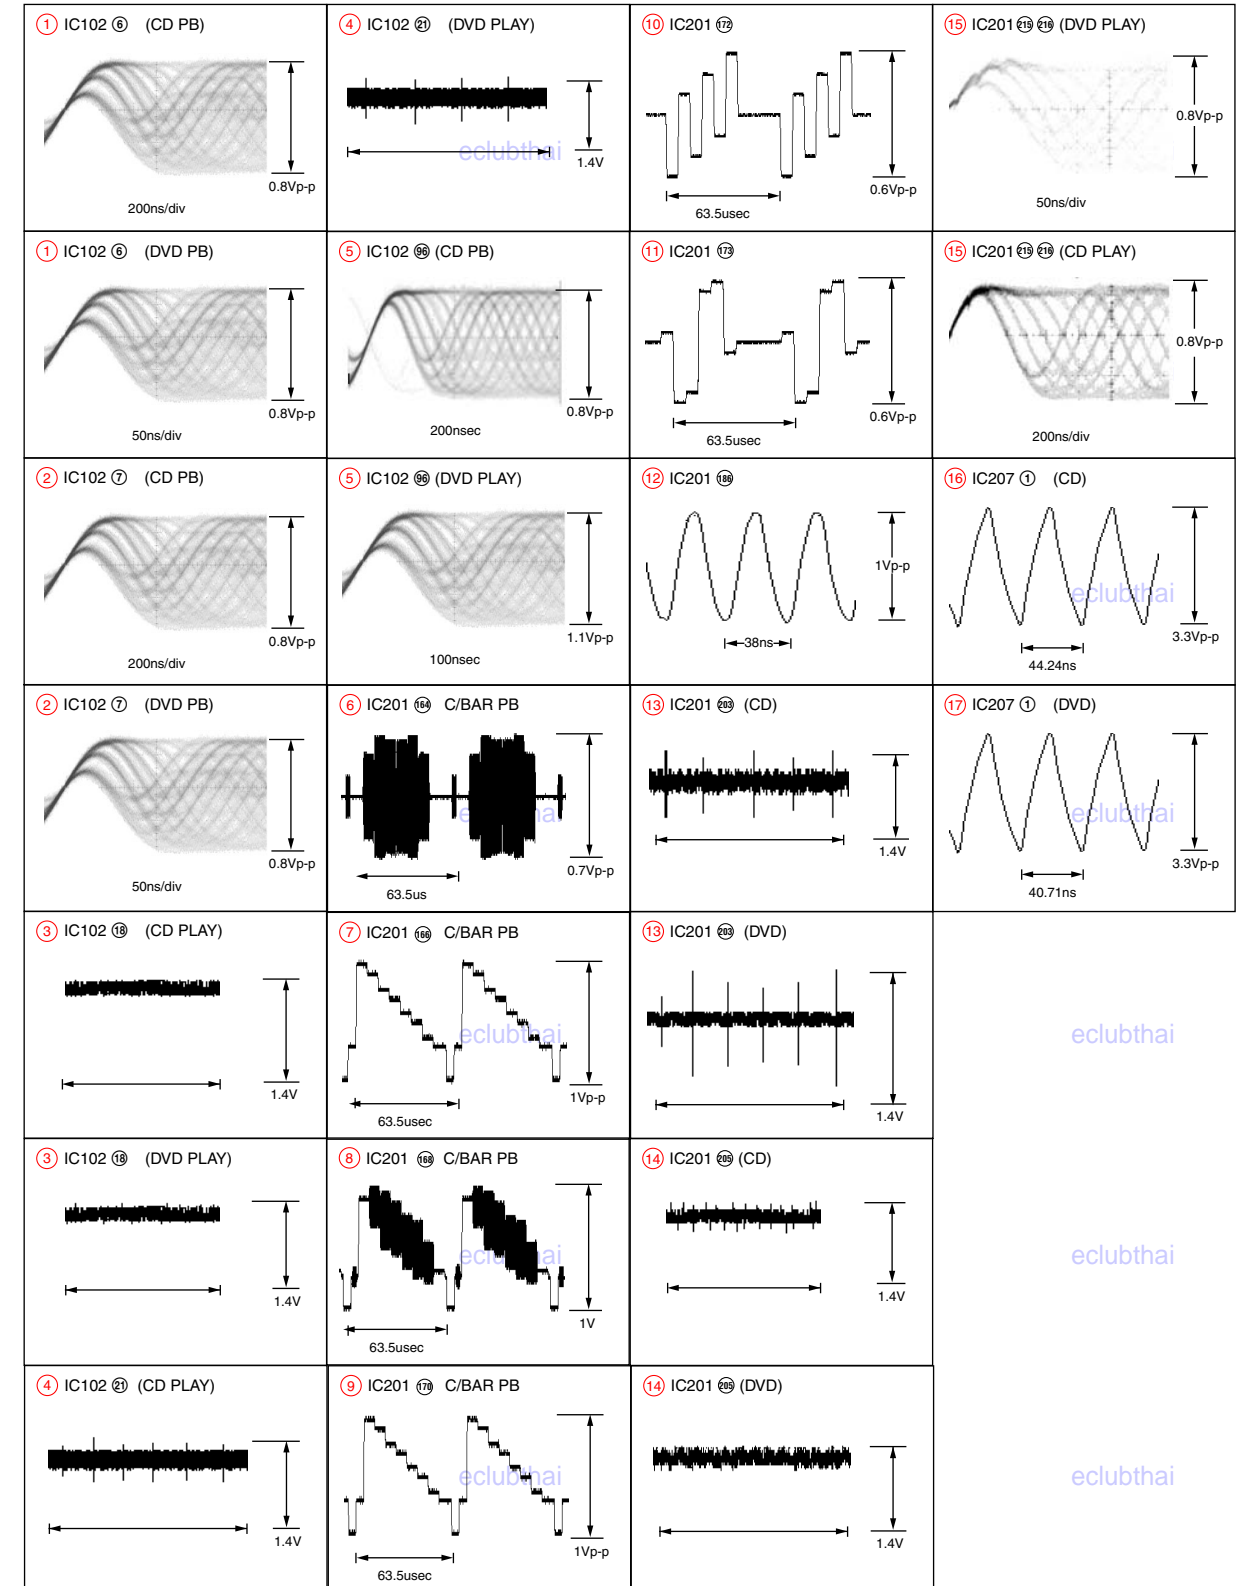 ① IC102 ⑥ (CD PB)
0.8Vp-p
200ns/div
① IC102 ⑥ (DVD PB)
0.8Vp-p
50ns/div
② IC102 ⑦ (CD PB)
0.8Vp-p
200ns/div
② IC102 ⑦ (DVD PB)
0.8Vp-p
50ns/div
③ IC102 ⑱ (CD PLAY)
1.4V
③ IC102 ⑱ (DVD PLAY)
1.4V
④ IC102 ㉑ (CD PLAY)
1.4V
④ IC102 ㉑ (DVD PLAY)
eclubthai
1.4V
⑤ IC102 96 (CD PB)
0.8Vp-p
200nsec
⑤ IC102 96 (DVD PLAY)
1.1Vp-p
100nsec
⑥ IC201 164 C/BAR PB
eclubthai
0.7Vp-p
63.5us
⑦ IC201 166 C/BAR PB
eclubthai
1Vp-p
63.5usec
⑧ IC201 168 C/BAR PB
eclubthai
1V
63.5usec
⑨ IC201 170 C/BAR PB
eclubthai
1Vp-p
63.5usec
⑩ IC201 172
0.6Vp-p
63.5usec
⑪ IC201 173
0.6Vp-p
63.5usec
⑫ IC201 186
1Vp-p
38ns
⑬ IC201 203 (CD)
1.4V
⑬ IC201 203 (DVD)
1.4V
⑭ IC201 205 (CD)
1.4V
⑭ IC201 205 (DVD)
1.4V
⑮ IC201 215 216 (DVD PLAY)
0.8Vp-p
50ns/div
⑮ IC201 215 216 (CD PLAY)
0.8Vp-p
200ns/div
⑯ IC207 ① (CD)
eclubthai
3.3Vp-p
44.24ns
⑰ IC207 ① (DVD)
eclubthai
3.3Vp-p
40.71ns
eclubthai
eclubthai
eclubthai